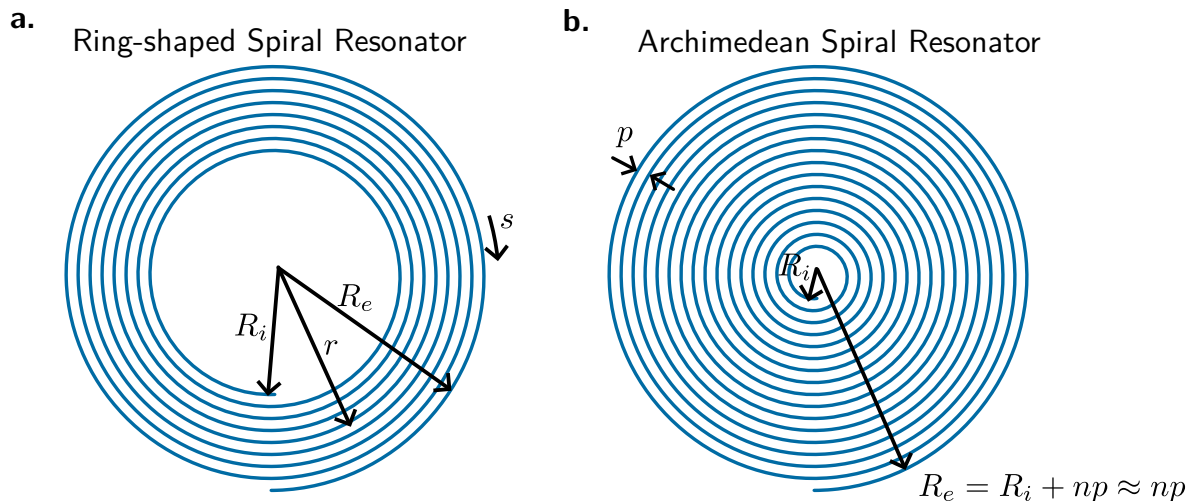 a.
Ring-shaped Spiral Resonator
s
R_e
R_i
r
b.
Archimedean Spiral Resonator
p
R_i
R_e = R_i + np ≈ np